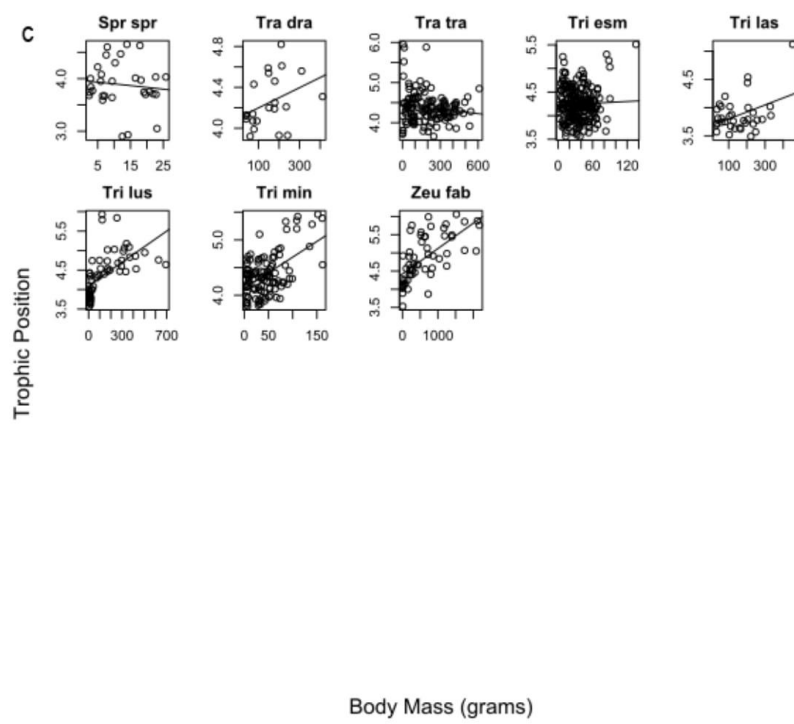 C
Spr spr Tra dra Tra tra Tri esm Tri las
3.0 4.0
5 15 25
4.0 4.4 4.8
100 300
4.0 5.0 6.0
0 300 600
3.5 4.5 5.5
0 60 120
3.5 4.5
100 300
Tri lus Tri min Zeu fab
3.5 4.5 5.5
0 300 700
4.0 5.0
0 50 150
3.5 4.5 5.5
0 1000
Trophic Position
Body Mass (grams)